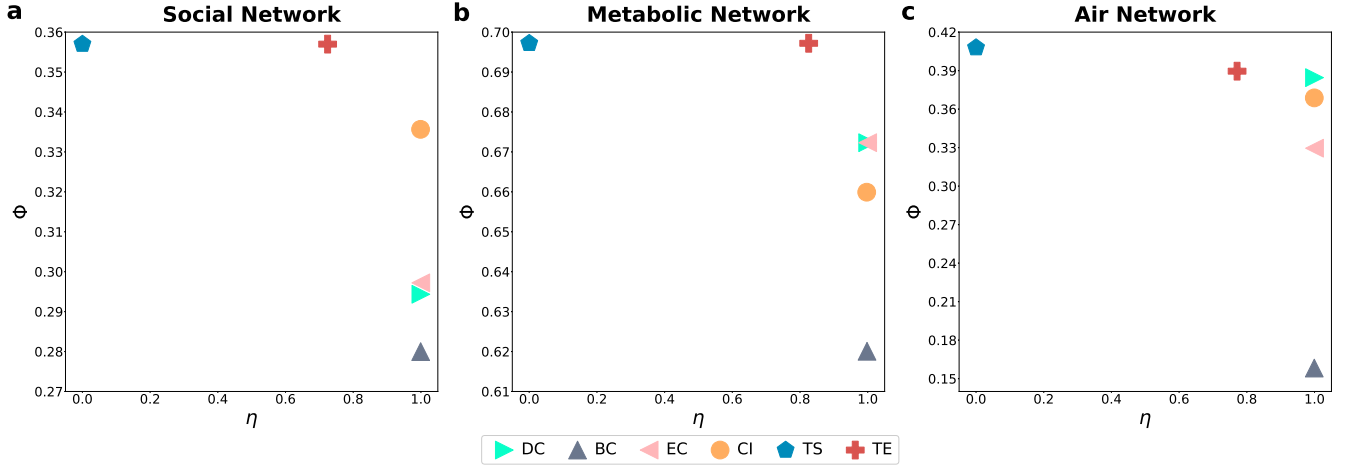 a
Social Network
0.36
0.35
0.34
0.33
0.32
0.31
0.30
0.29
0.28
0.27
Φ
0.0 0.2 0.4 0.6 0.8 1.0
η
b
Metabolic Network
0.70
0.69
0.68
0.67
0.66
0.65
0.64
0.63
0.62
0.61
Φ
0.0 0.2 0.4 0.6 0.8 1.0
η
c
Air Network
0.42
0.39
0.36
0.33
0.30
0.27
0.24
0.21
0.18
0.15
Φ
0.0 0.2 0.4 0.6 0.8 1.0
η
DC BC EC CI TS TE